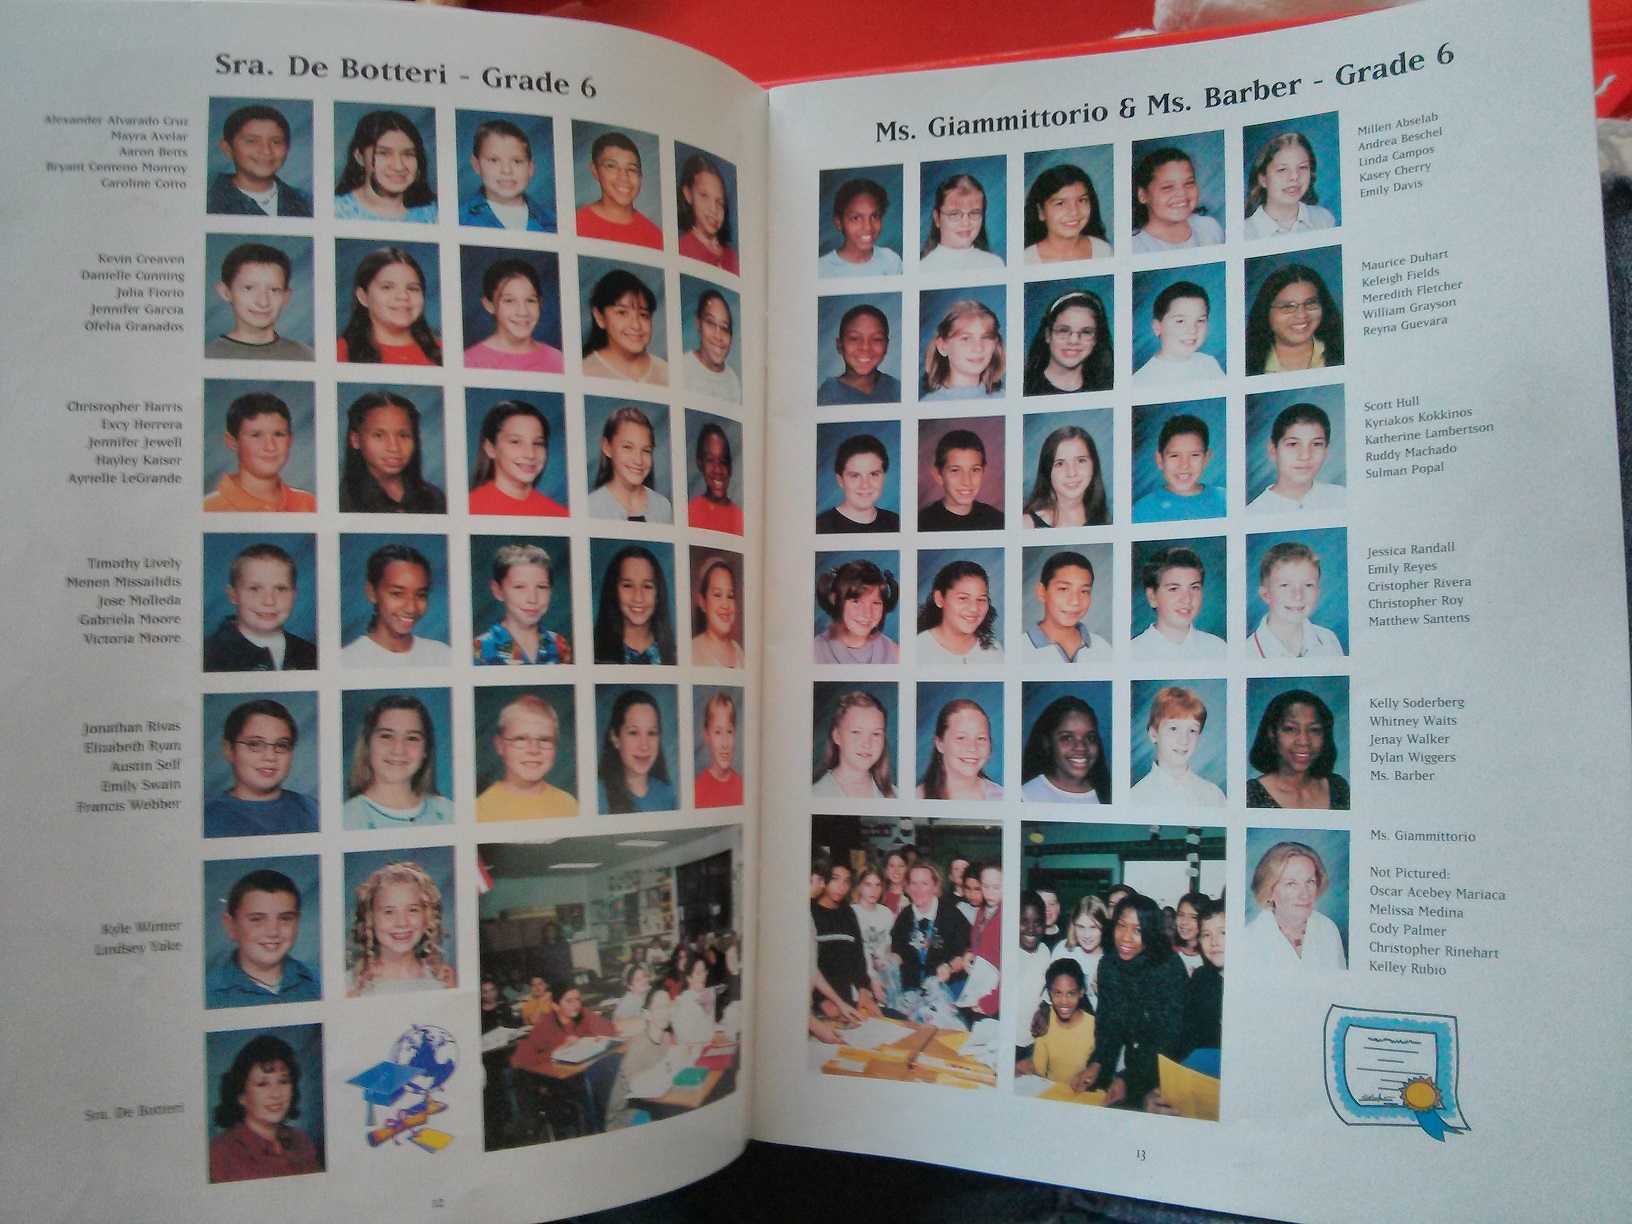 Sra. De Botteri - Grade 6
Alexander Alvarado Cruz
Mayra Avelar
Aaron Betts
Bryant Centeno Monroy
Caroline Cotto
Kevin Creaven
Danielle Cunning
Julia Fiorio
Jennifer Garcia
Ofelia Granados
Christopher Harris
Excy Herrera
Jennifer Jewell
Hayley Kaiser
Ayrielle LeGrande
Timothy Lively
Menen Missailidis
Jose Molleda
Gabriela Moore
Victoria Moore
Jonathan Rivas
Elizabeth Ryan
Austin Self
Emily Swain
Francis Webber
Kyle Winter
Lindsey Yake
Sra. De Botteri
12
Ms. Giammittorio & Ms. Barber - Grade 6
Millen Abselab
Andrea Beschel
Linda Campos
Kasey Cherry
Emily Davis
Maurice Duhart
Keleigh Fields
Meredith Fletcher
William Grayson
Reyna Guevara
Scott Hull
Kyriakos Kokkinos
Katherine Lambertson
Ruddy Machado
Sulman Popal
Jessica Randall
Emily Reyes
Cristopher Rivera
Christopher Roy
Matthew Santens
Kelly Soderberg
Whitney Waits
Jenay Walker
Dylan Wiggers
Ms. Barber
Ms. Giammittorio
Not Pictured:
Oscar Acebey Mariaca
Melissa Medina
Cody Palmer
Christopher Rinehart
Kelley Rubio
13